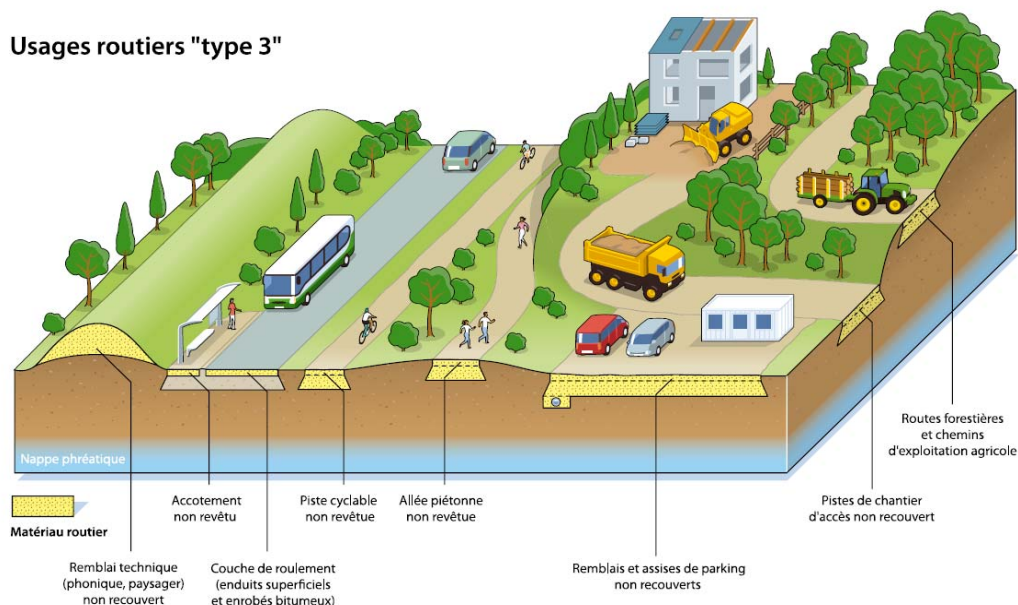 Usages routiers "type 3"
Nappe phréatique
Matériau routier
Accotement
non revêtu
Piste cyclable
non revêtue
Allée piétonne
non revêtue
Routes forestières
et chemins
d'exploitation agricole
Pistes de chantier
d'accès non recouvert
Remblai technique
(phonique, paysager)
non recouvert
Couche de roulement
(enduits superficiels
et enrobés bitumeux)
Remblais et assises de parking
non recouverts